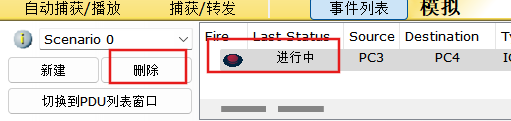 自动捕获/播放 捕获/转发 事件列表 模拟
Scenario 0 Fire Last Status Source Destination
新建 删除 进行中 PC3 PC4
切换到PDU列表窗口